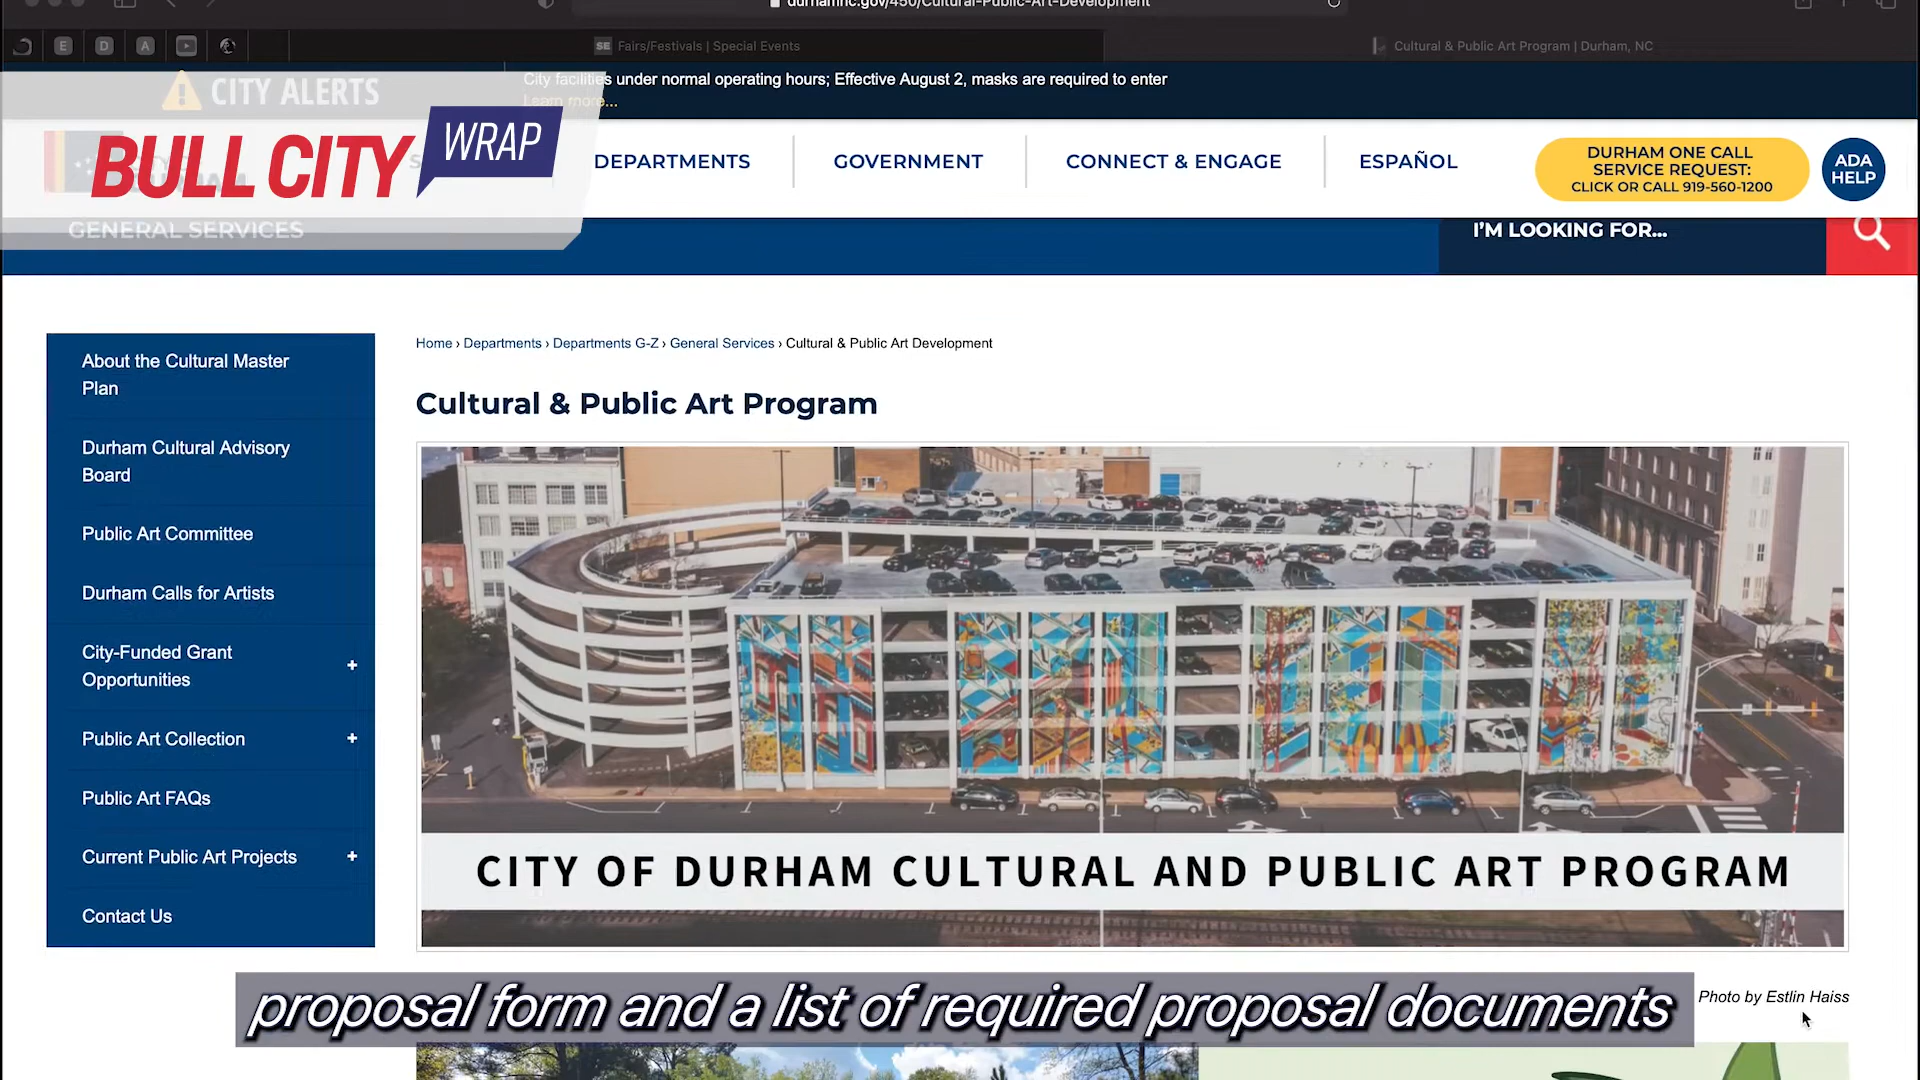 durhamnc.gov/450/Cultural-Public-Art-Development
E
D
A
SE Fairs/Festivals | Special Events
Cultural & Public Art Program | Durham, NC
CITY ALERTS
City facilities under normal operating hours; Effective August 2, masks are required to enter
Learn more...
BULL CITY WRAP
DEPARTMENTS
GOVERNMENT
CONNECT & ENGAGE
ESPAÑOL
DURHAM ONE CALL
SERVICE REQUEST:
CLICK OR CALL 919-560-1200
ADA
HELP
GENERAL SERVICES
I'M LOOKING FOR...
About the Cultural Master
Plan
Durham Cultural Advisory
Board
Public Art Committee
Durham Calls for Artists
City-Funded Grant
Opportunities
+
Public Art Collection
+
Public Art FAQs
Current Public Art Projects
+
Contact Us
Home › Departments › Departments G-Z › General Services › Cultural & Public Art Development
Cultural & Public Art Program
CITY OF DURHAM CULTURAL AND PUBLIC ART PROGRAM
Photo by Estlin Haiss
proposal form and a list of required proposal documents